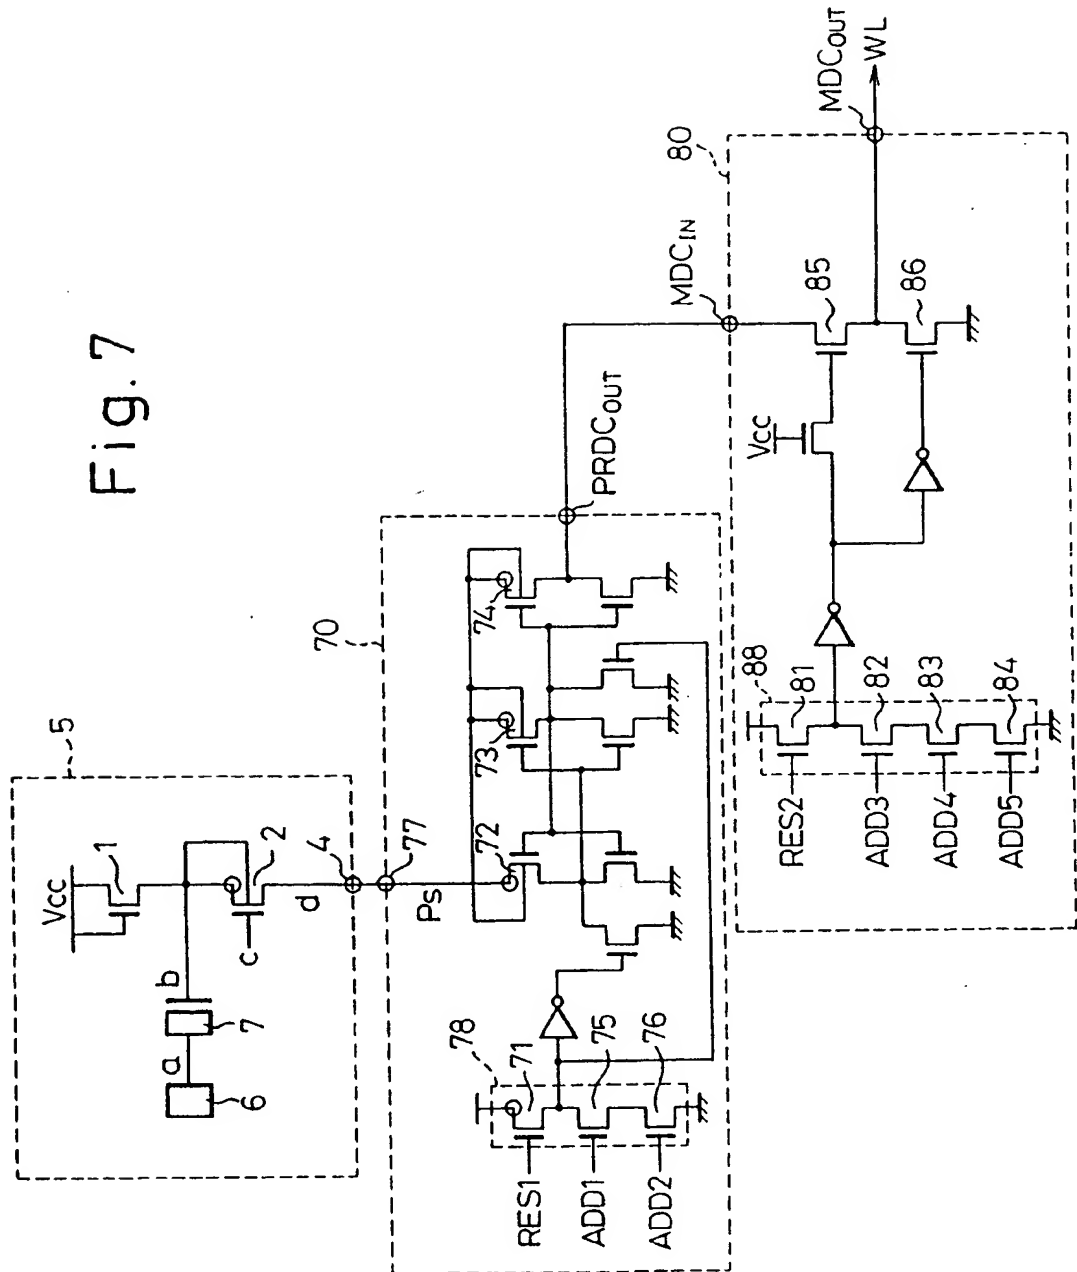 Fig. 7
5
Vcc
1
a
b
6
7
c
2
d
4
77
Ps
70
72
73
74
PRDCOUT
78
71
75
76
RES1
ADD1
ADD2
MDCIN
80
MDCOUT
WL
85
86
Vcc
88
81
82
83
84
RES2
ADD3
ADD4
ADD5